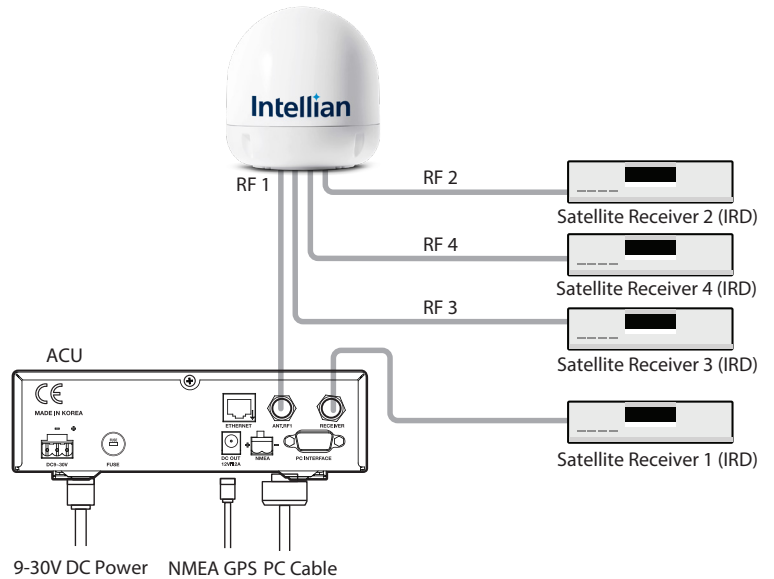 Intellian
RF 1
RF 2
Satellite Receiver 2 (IRD)
RF 4
Satellite Receiver 4 (IRD)
RF 3
Satellite Receiver 3 (IRD)
Satellite Receiver 1 (IRD)
ACU
CE
MADE IN KOREA
- +
DC9-30V
FUSE
ETHERNET
ANT.RF1
RECEIVER
DC OUT
+ NMEA -
PC INTERFACE
9-30V DC Power
NMEA GPS
PC Cable